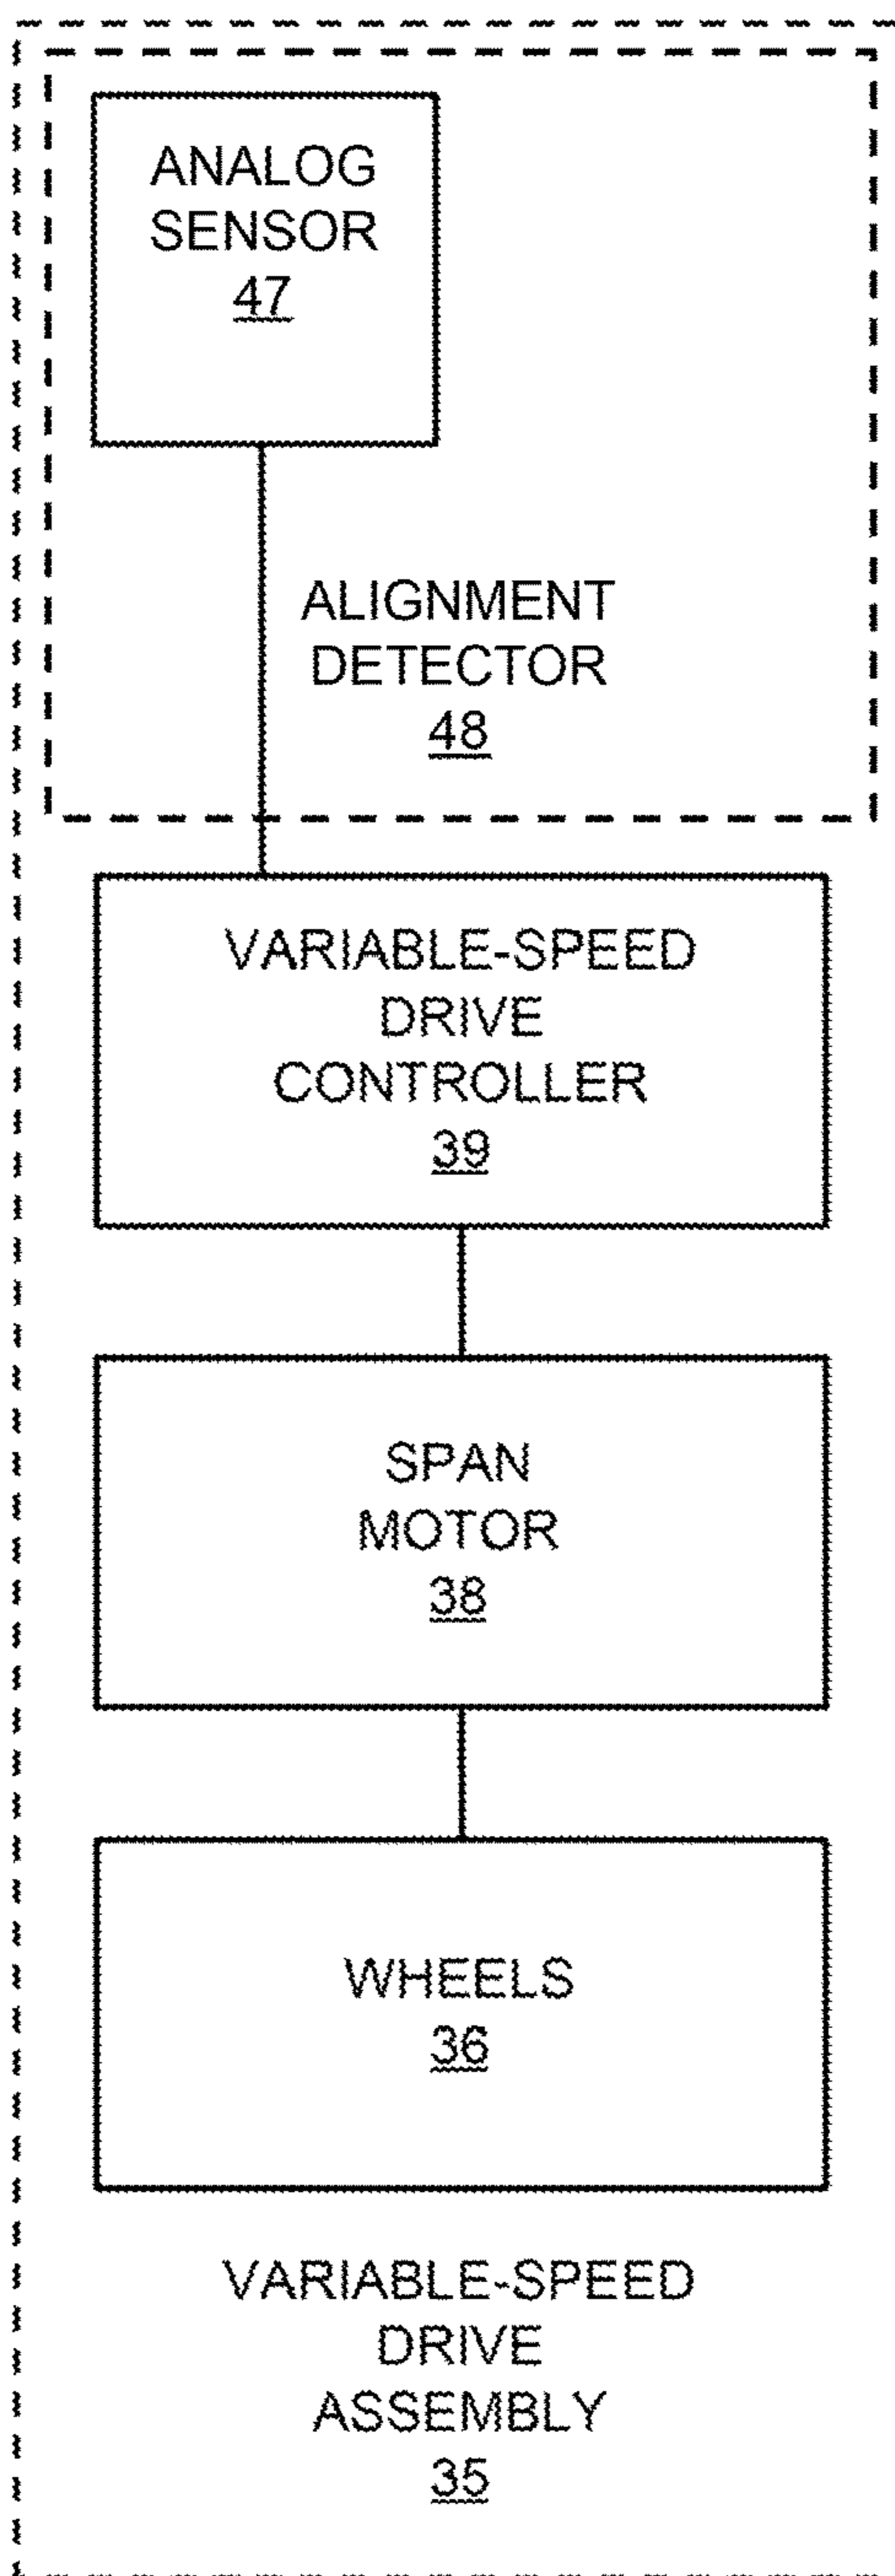 ANALOG
SENSOR
47
ALIGNMENT
DETECTOR
48
VARIABLE-SPEED
DRIVE
CONTROLLER
39
SPAN
MOTOR
38
WHEELS
36
VARIABLE-SPEED
DRIVE
ASSEMBLY
35